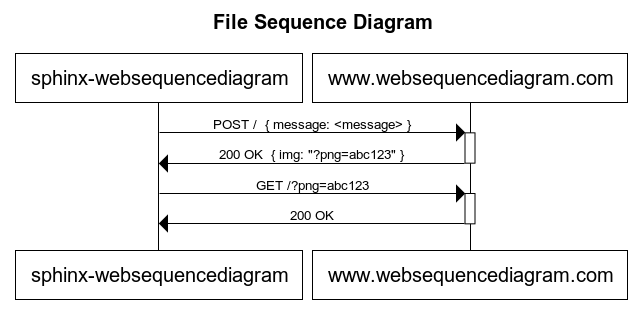 File Sequence Diagram
sphinx-websequencediagram www.websequencediagram.com
POST /  { message: <message> }
200 OK  { img: "?png=abc123" }
GET /?png=abc123
200 OK
sphinx-websequencediagram www.websequencediagram.com